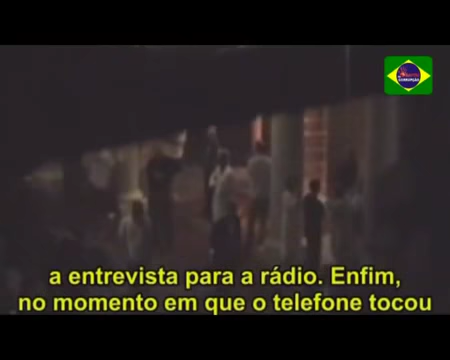 a entrevista para a rádio. Enfim,
no momento em que o telefone tocou